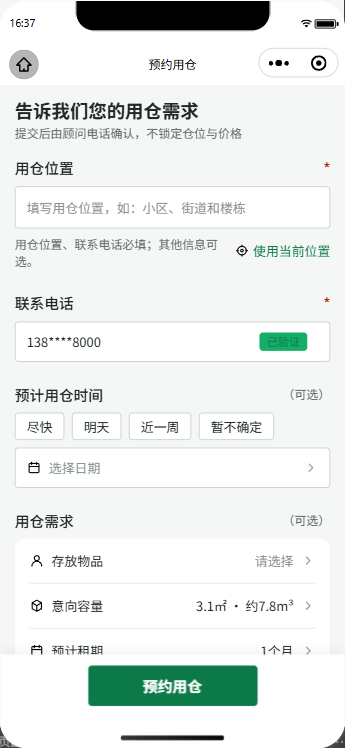 16:37
预约用仓
告诉我们您的用仓需求
提交后由顾问电话确认，不锁定仓位与价格
用仓位置 *
填写用仓位置，如：小区、街道和楼栋
用仓位置、联系电话必填；其他信息可
选。
使用当前位置
联系电话 *
138****8000 已验证
预计用仓时间 （可选）
尽快 明天 近一周 暂不确定
选择日期
用仓需求 （可选）
存放物品 请选择
意向容量 3.1㎡ · 约7.8m³
预计租期 1个月
预约用仓